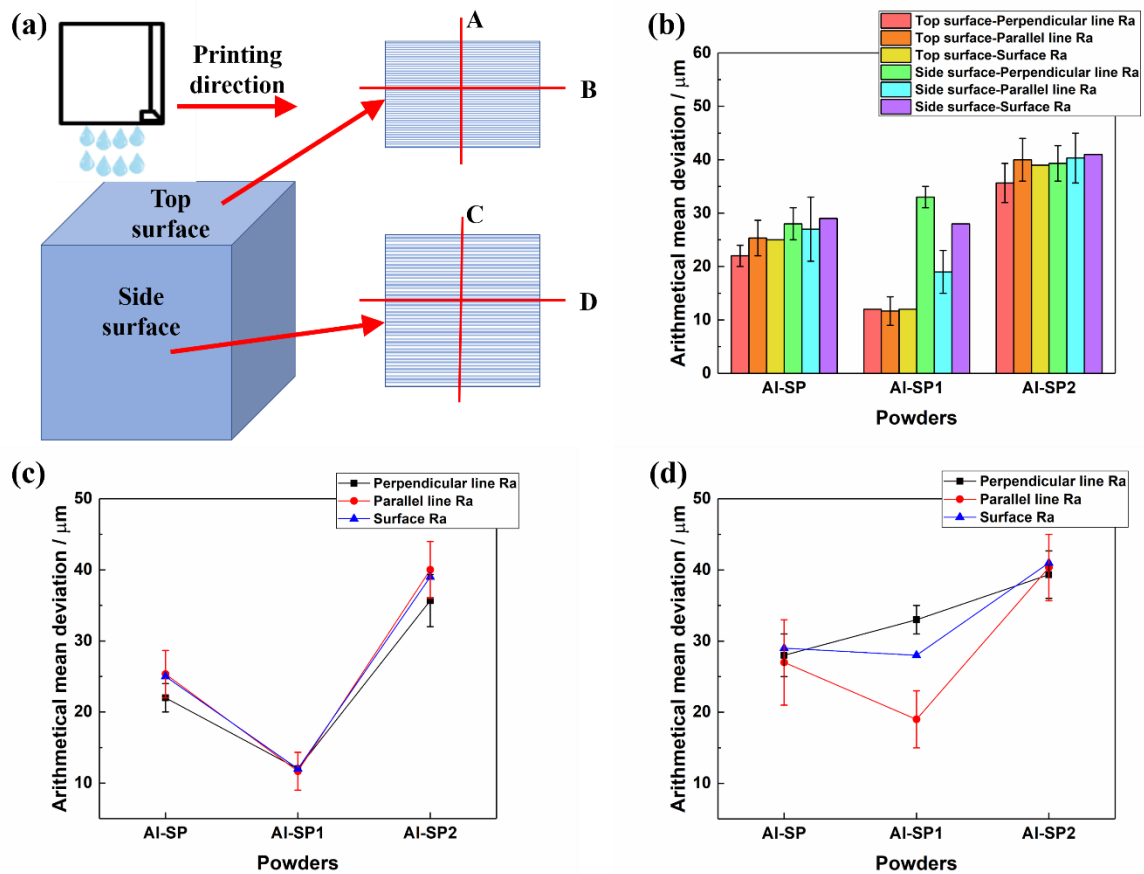 (a)
Printing
direction
A
B
Top
surface
C
Side
surface
D
(b)
Top surface-Perpendicular line Ra
Top surface-Parallel line Ra
Top surface-Surface Ra
Side surface-Perpendicular line Ra
Side surface-Parallel line Ra
Side surface-Surface Ra
Arithmetical mean deviation / μm
60
50
40
30
20
10
0
Al-SP
Al-SP1
Al-SP2
Powders
(c)
Perpendicular line Ra
Parallel line Ra
Surface Ra
Arithmetical mean deviation / μm
50
40
30
20
10
Al-SP
Al-SP1
Al-SP2
Powders
(d)
Perpendicular line Ra
Parallel line Ra
Surface Ra
Arithmetical mean deviation / μm
50
40
30
20
10
Al-SP
Al-SP1
Al-SP2
Powders